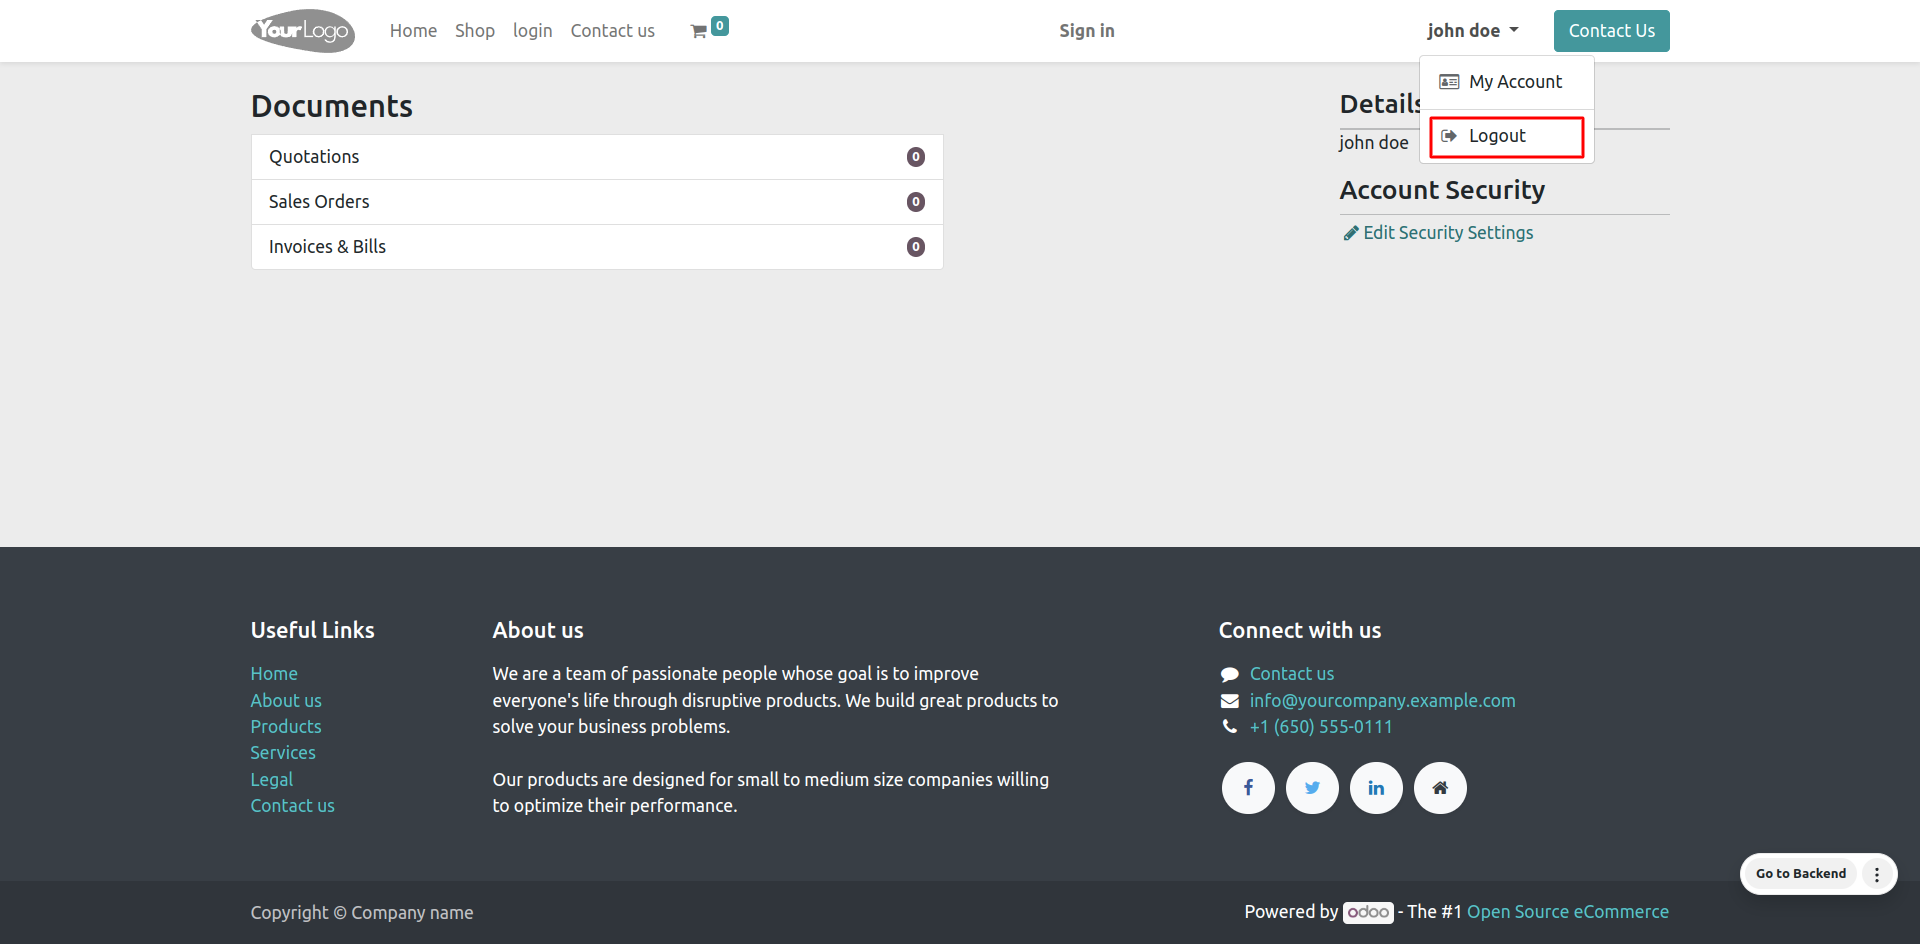 YourLogo
Home Shop login Contact us 0 Sign in john doe Contact Us
My Account
Logout
Documents
Quotations 0
Sales Orders 0
Invoices & Bills 0
Details
john doe
Account Security
Edit Security Settings
Useful Links
Home
About us
Products
Services
Legal
Contact us
About us
We are a team of passionate people whose goal is to improve
everyone's life through disruptive products. We build great products to
solve your business problems.
Our products are designed for small to medium size companies willing
to optimize their performance.
Connect with us
Contact us
info@yourcompany.example.com
+1 (650) 555-0111
Go to Backend
Copyright © Company name
Powered by odoo - The #1 Open Source eCommerce